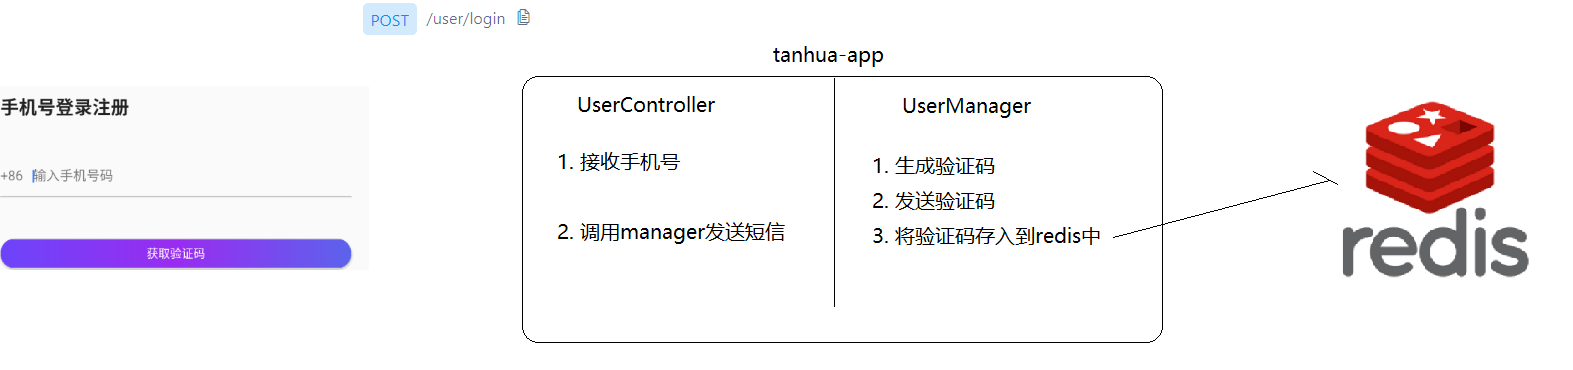 POST /user/login
tanhua-app
手机号登录注册
+86 输入手机号码
获取验证码
UserController
1. 接收手机号
2. 调用manager发送短信
UserManager
1. 生成验证码
2. 发送验证码
3. 将验证码存入到redis中
redis